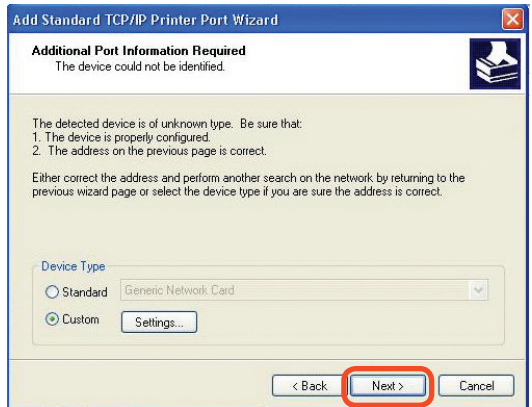 Add Standard TCP/IP Printer Port Wizard
Additional Port Information Required
The device could not be identified.
The detected device is of unknown type. Be sure that:
1. The device is properly configured.
2. The address on the previous page is correct.
Either correct the address and perform another search on the network by returning to the
previous wizard page or select the device type if you are sure the address is correct.
Device Type
Standard
Generic Network Card
Custom
Settings...
< Back
Next >
Cancel